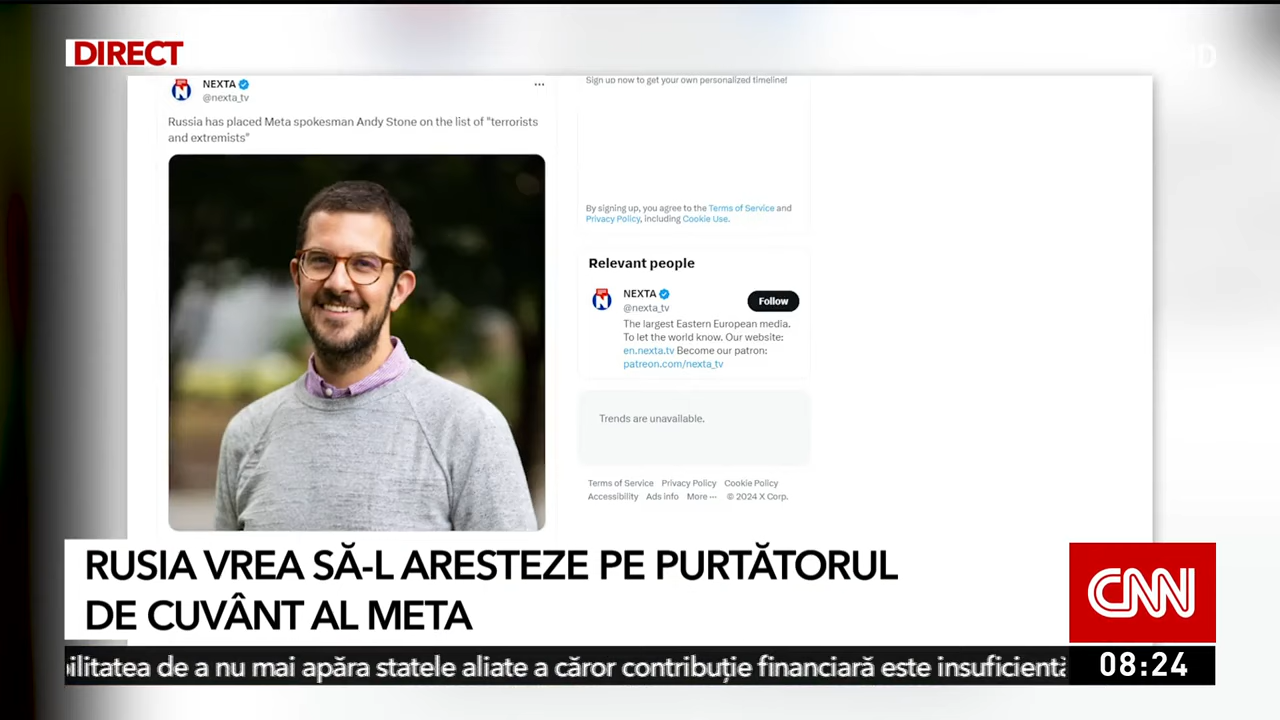 DIRECT
NEXTA
@nexta_tv
Russia has placed Meta spokesman Andy Stone on the list of "terrorists
and extremists"
Sign up now to get your own personalized timeline!
By signing up, you agree to the Terms of Service and
Privacy Policy, including Cookie Use.
Relevant people
NEXTA
@nexta_tv
Follow
The largest Eastern European media.
To let the world know. Our website:
en.nexta.tv Become our patron:
patreon.com/nexta_tv
Trends are unavailable.
Terms of Service Privacy Policy Cookie Policy
Accessibility Ads info More ··· © 2024 X Corp.
RUSIA VREA SĂ-L ARESTEZE PE PURTĂTORUL
DE CUVÂNT AL META
CNN
de a nu mai apăra statele aliate a căror contribuție financiară este insuficientă
08:24